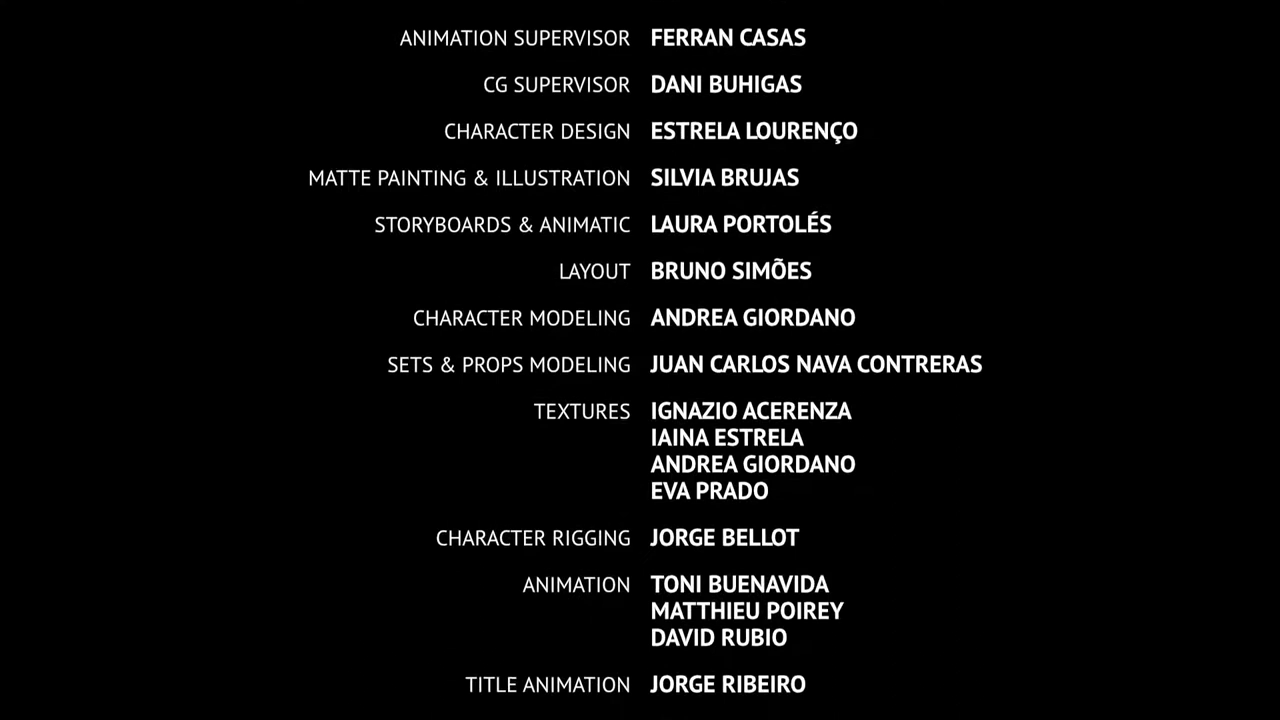 ANIMATION SUPERVISOR FERRAN CASAS
CG SUPERVISOR DANI BUHIGAS
CHARACTER DESIGN ESTRELA LOURENÇO
MATTE PAINTING & ILLUSTRATION SILVIA BRUJAS
STORYBOARDS & ANIMATIC LAURA PORTOLÉS
LAYOUT BRUNO SIMÕES
CHARACTER MODELING ANDREA GIORDANO
SETS & PROPS MODELING JUAN CARLOS NAVA CONTRERAS
TEXTURES IGNAZIO ACERENZA
IAINA ESTRELA
ANDREA GIORDANO
EVA PRADO
CHARACTER RIGGING JORGE BELLOT
ANIMATION TONI BUENAVIDA
MATTHIEU POIREY
DAVID RUBIO
TITLE ANIMATION JORGE RIBEIRO